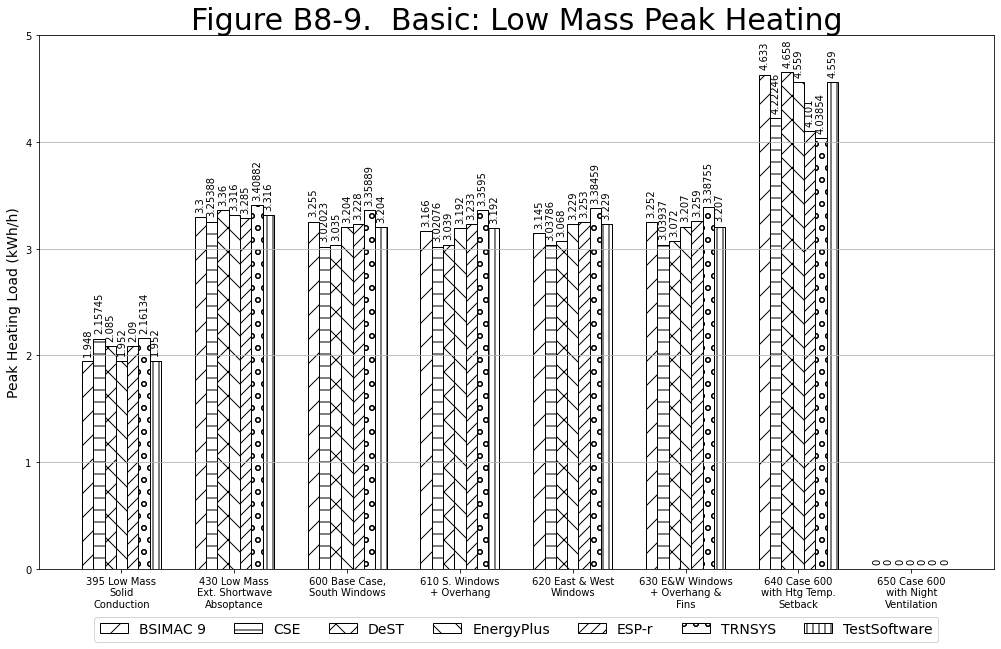 Figure B8-9.  Basic: Low Mass Peak Heating
Peak Heating Load (kWh/h)
5
4
3
2
1
0
1.948 2.15745 2.085 1.952 2.09 2.16134 1.952
3.3 3.25388 3.36 3.316 3.285 3.40882 3.316
3.255 3.02023 3.035 3.204 3.228 3.35889 3.204
3.166 3.02076 3.039 3.192 3.233 3.3595 3.192
3.145 3.03786 3.068 3.229 3.253 3.38459 3.229
3.252 3.03937 3.072 3.207 3.259 3.38755 3.207
4.633 4.22246 4.658 4.559 4.101 4.03854 4.559
0 0 0 0 0 0 0
395 Low Mass
Solid
Conduction
430 Low Mass
Ext. Shortwave
Absoptance
600 Base Case,
South Windows
610 S. Windows
+ Overhang
620 East & West
Windows
630 E&W Windows
+ Overhang &
Fins
640 Case 600
with Htg Temp.
Setback
650 Case 600
with Night
Ventilation
BSIMAC 9 CSE DeST EnergyPlus ESP-r TRNSYS TestSoftware